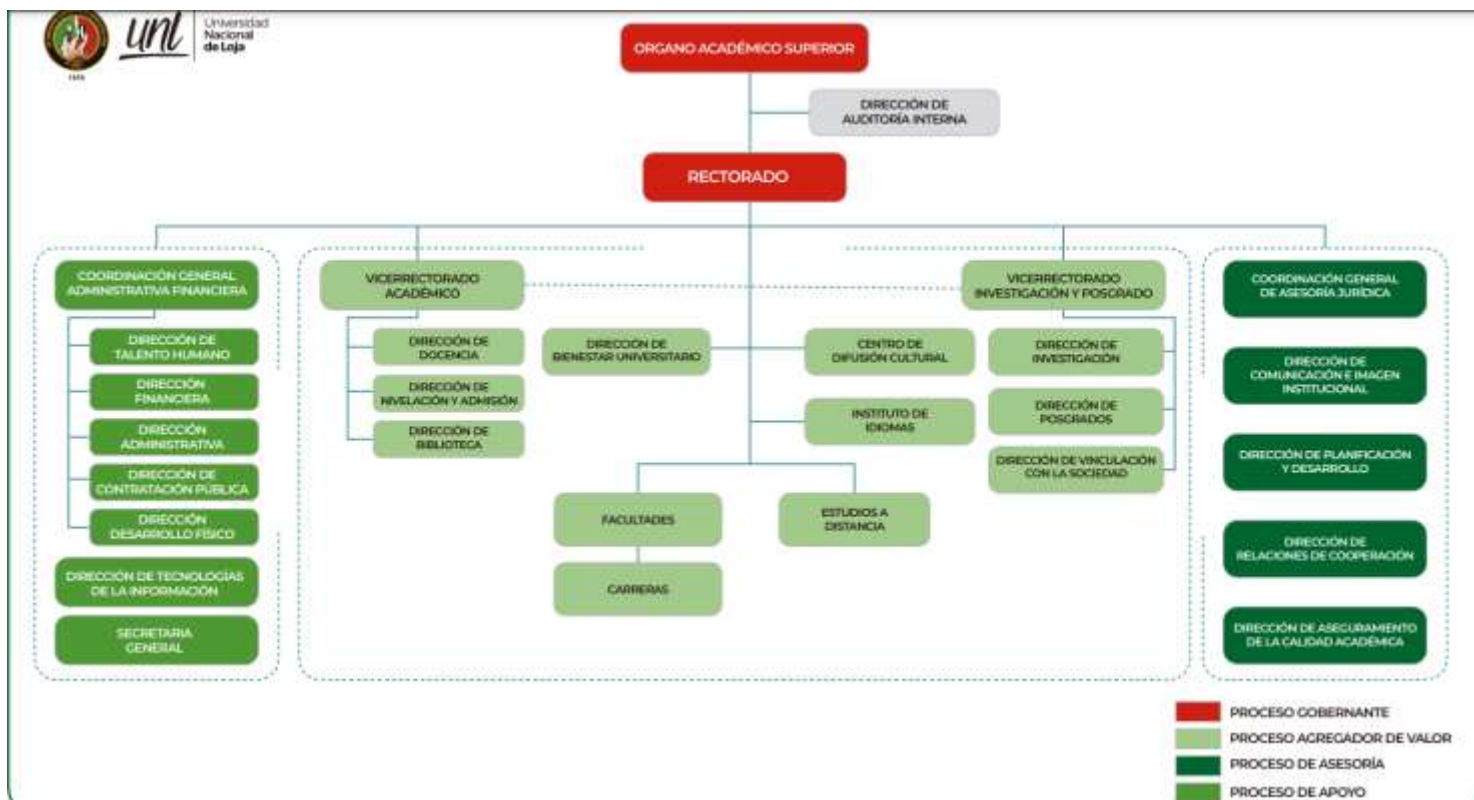 unl
Universidad
Nacional
de Loja
1859
ORGANO ACADÉMICO SUPERIOR
DIRECCIÓN DE
AUDITORÍA INTERNA
RECTORADO
COORDINACIÓN GENERAL
ADMINISTRATIVA FINANCIERA
DIRECCIÓN DE
TALENTO HUMANO
DIRECCIÓN
FINANCIERA
DIRECCIÓN
ADMINISTRATIVA
DIRECCIÓN DE
CONTRATACIÓN PÚBLICA
DIRECCIÓN
DESARROLLO FÍSICO
DIRECCIÓN DE TECNOLOGÍAS
DE LA INFORMACIÓN
SECRETARIA
GENERAL
VICERRECTORADO
ACADÉMICO
DIRECCIÓN DE
DOCENCIA
DIRECCIÓN DE
NIVELACIÓN Y ADMISIÓN
DIRECCIÓN DE
BIBLIOTECA
DIRECCIÓN DE
BIENESTAR UNIVERSITARIO
CENTRO DE
DIFUSIÓN CULTURAL
INSTITUTO DE
IDIOMAS
FACULTADES
CARRERAS
ESTUDIOS A
DISTANCIA
VICERRECTORADO
INVESTIGACIÓN Y POSGRADO
DIRECCIÓN DE
INVESTIGACIÓN
DIRECCIÓN DE
POSGRADOS
DIRECCIÓN DE VINCULACIÓN
CON LA SOCIEDAD
COORDINACIÓN GENERAL
DE ASESORÍA JURÍDICA
DIRECCIÓN DE
COMUNICACIÓN E IMAGEN
INSTITUCIONAL
DIRECCIÓN DE PLANIFICACIÓN
Y DESARROLLO
DIRECCIÓN DE
RELACIONES DE COOPERACIÓN
DIRECCIÓN DE ASEGURAMIENTO
DE LA CALIDAD ACADÉMICA
PROCESO GOBERNANTE
PROCESO AGREGADOR DE VALOR
PROCESO DE ASESORÍA
PROCESO DE APOYO